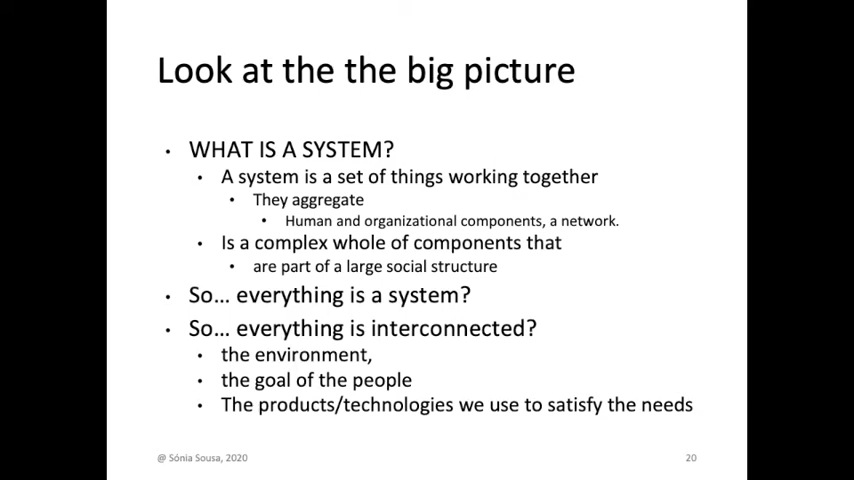 Look at the the big picture
• WHAT IS A SYSTEM?
• A system is a set of things working together
• They aggregate
• Human and organizational components, a network.
• Is a complex whole of components that
• are part of a large social structure
• So… everything is a system?
• So… everything is interconnected?
• the environment,
• the goal of the people
• The products/technologies we use to satisfy the needs
@ Sónia Sousa, 2020
20